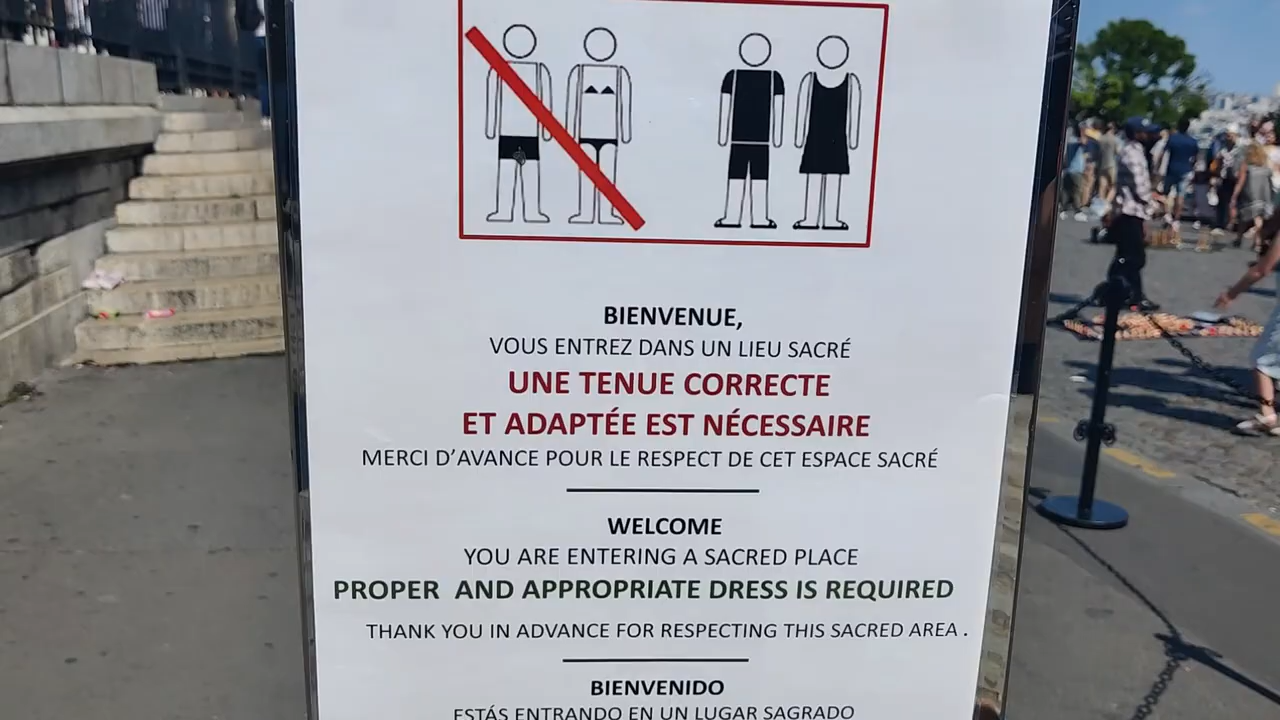 BIENVENUE,
VOUS ENTREZ DANS UN LIEU SACRÉ
UNE TENUE CORRECTE
ET ADAPTÉE EST NÉCESSAIRE
MERCI D'AVANCE POUR LE RESPECT DE CET ESPACE SACRÉ
WELCOME
YOU ARE ENTERING A SACRED PLACE
PROPER AND APPROPRIATE DRESS IS REQUIRED
THANK YOU IN ADVANCE FOR RESPECTING THIS SACRED AREA .
BIENVENIDO
ESTÁS ENTRANDO EN UN LUGAR SAGRADO